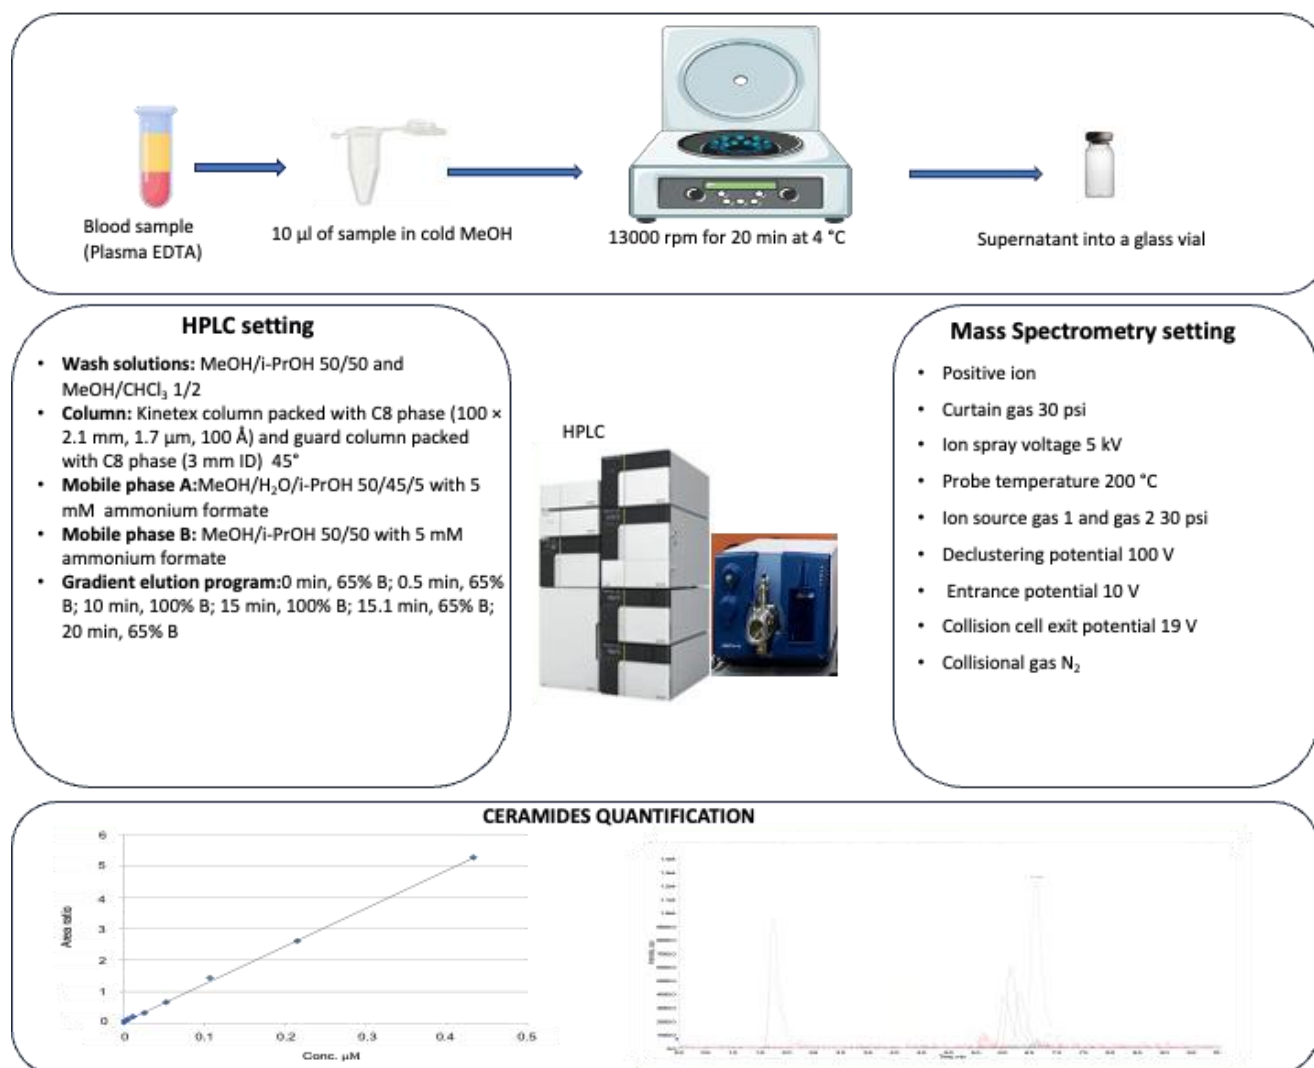 Blood sample
(Plasma EDTA)
10 µl of sample in cold MeOH
13000 rpm for 20 min at 4 °C
Supernatant into a glass vial
HPLC setting
• Wash solutions: MeOH/i-PrOH 50/50 and
MeOH/CHCl₃ 1/2
• Column: Kinetex column packed with C8 phase (100 ×
2.1 mm, 1.7 µm, 100 Å) and guard column packed
with C8 phase (3 mm ID) 45°
• Mobile phase A:MeOH/H₂O/i-PrOH 50/45/5 with 5
mM ammonium formate
• Mobile phase B: MeOH/i-PrOH 50/50 with 5 mM
ammonium formate
• Gradient elution program:0 min, 65% B; 0.5 min, 65%
B; 10 min, 100% B; 15 min, 100% B; 15.1 min, 65% B;
20 min, 65% B
HPLC
Mass Spectrometry setting
• Positive ion
• Curtain gas 30 psi
• Ion spray voltage 5 kV
• Probe temperature 200 °C
• Ion source gas 1 and gas 2 30 psi
• Declustering potential 100 V
• Entrance potential 10 V
• Collision cell exit potential 19 V
• Collisional gas N₂
CERAMIDES QUANTIFICATION
Area ratio
6
5
4
3
2
1
0
0 0.1 0.2 0.3 0.4 0.5
Conc. µM